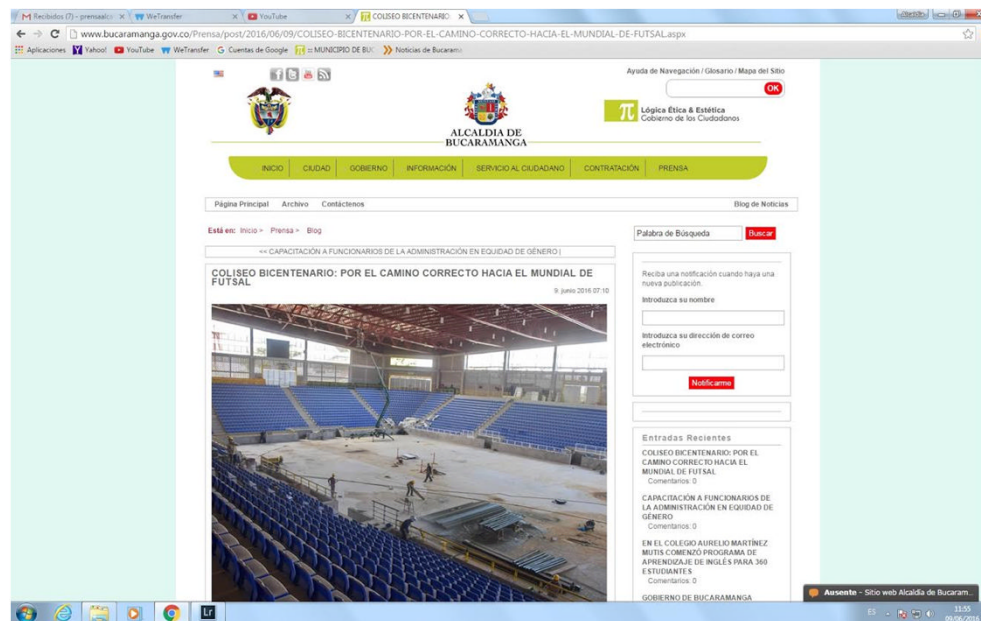 Recibidos (7) - prensaalc
WeTransfer
YouTube
COLISEO BICENTENARIO:
www.bucaramanga.gov.co/Prensa/post/2016/06/09/COLISEO-BICENTENARIO-POR-EL-CAMINO-CORRECTO-HACIA-EL-MUNDIAL-DE-FUTSAL.aspx
Aplicaciones Yahoo! YouTube WeTransfer Cuentas de Google :: MUNICIPIO DE BUC Noticias de Bucarama
Ayuda de Navegación / Glosario / Mapa del Sitio
OK
Lógica Ética & Estética
Gobierno de los Ciudadanos
ALCALDIA DE
BUCARAMANGA
INICIO CIUDAD GOBIERNO INFORMACIÓN SERVICIO AL CIUDADANO CONTRATACIÓN PRENSA
Página Principal Archivo Contáctenos Blog de Noticias
Está en: Inicio > Prensa > Blog
Palabra de Búsqueda Buscar
<< CAPACITACIÓN A FUNCIONARIOS DE LA ADMINISTRACIÓN EN EQUIDAD DE GÉNERO |
COLISEO BICENTENARIO: POR EL CAMINO CORRECTO HACIA EL MUNDIAL DE
FUTSAL
9. junio 2016 07:10
Reciba una notificación cuando haya una
nueva publicación.
Introduzca su nombre
Introduzca su dirección de correo
electrónico
Notificarme
Entradas Recientes
COLISEO BICENTENARIO: POR EL
CAMINO CORRECTO HACIA EL
MUNDIAL DE FUTSAL
Comentarios: 0
CAPACITACIÓN A FUNCIONARIOS DE
LA ADMINISTRACIÓN EN EQUIDAD DE
GÉNERO
Comentarios: 0
EN EL COLEGIO AURELIO MARTÍNEZ
MUTIS COMENZÓ PROGRAMA DE
APRENDIZAJE DE INGLÉS PARA 360
ESTUDIANTES
Comentarios: 0
GOBIERNO DE BUCARAMANGA
Ausente - Sitio web Alcaldía de Bucaram...
Lr
ES
11:55
09/06/2016